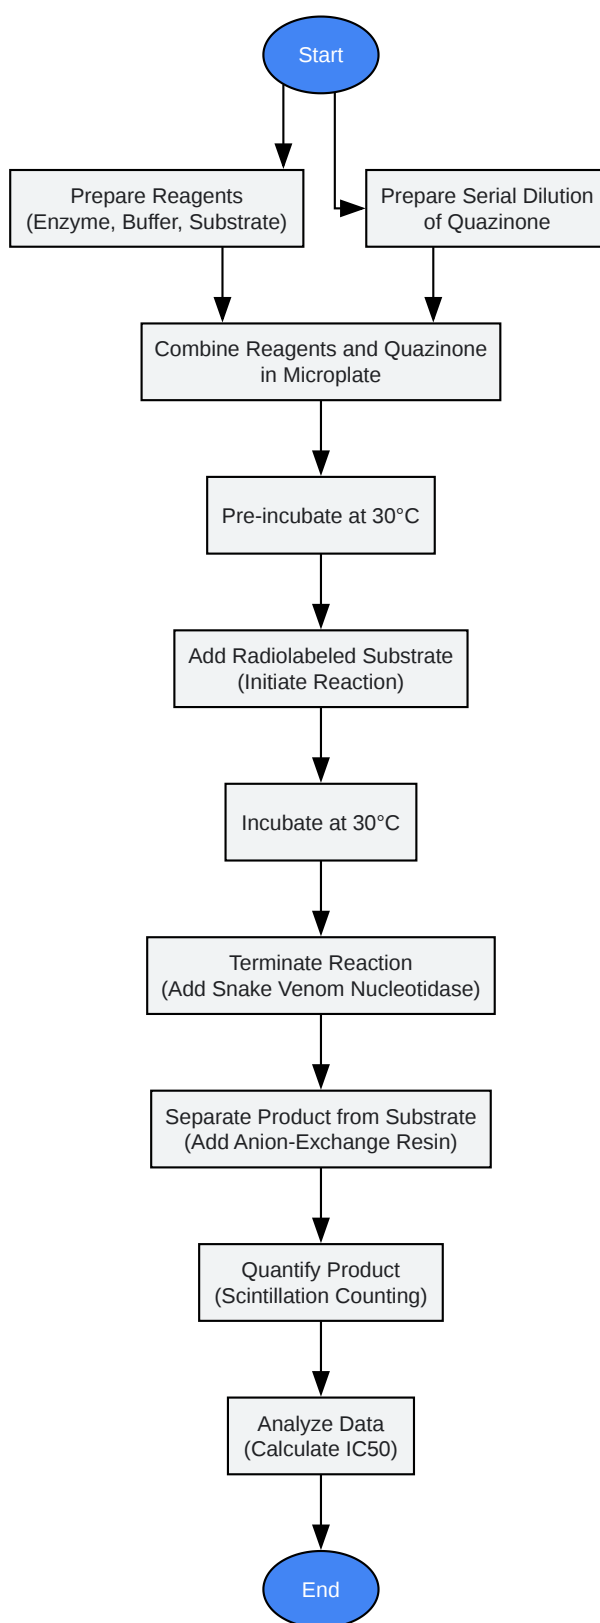 Start
Prepare Reagents
(Enzyme, Buffer, Substrate)
Prepare Serial Dilution
of Quazinone
Combine Reagents and Quazinone
in Microplate
Pre-incubate at 30°C
Add Radiolabeled Substrate
(Initiate Reaction)
Incubate at 30°C
Terminate Reaction
(Add Snake Venom Nucleotidase)
Separate Product from Substrate
(Add Anion-Exchange Resin)
Quantify Product
(Scintillation Counting)
Analyze Data
(Calculate IC50)
End